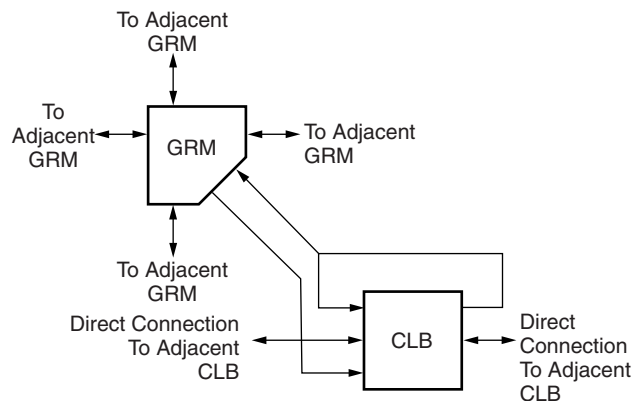 To Adjacent
GRM
To
Adjacent
GRM
GRM
To Adjacent
GRM
To Adjacent
GRM
Direct Connection
To Adjacent
CLB
CLB
Direct
Connection
To Adjacent
CLB